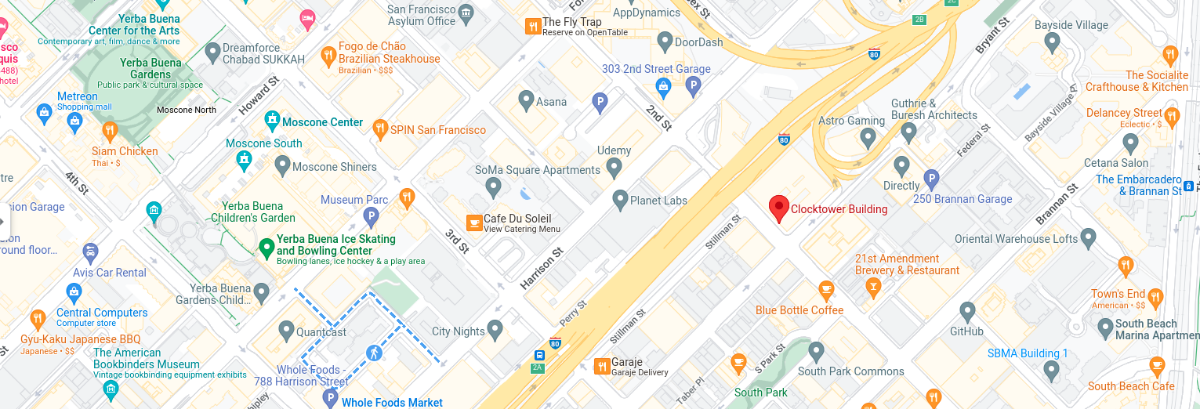 San Francisco
Asylum Office
AppDynamics
2B
2C
Yerba Buena
Center for the Arts
Contemporary art, film, dance & more
The Fly Trap
Reserve on OpenTable
Bryant St
Bayside Village
Dreamforce
Chabad SUKKAH
Fogo de Chão
Brazilian Steakhouse
Brazilian • $$$
DoorDash
80
Yerba Buena
Gardens
Public park & cultural space
303 2nd Street Garage
The Socialite
Crafthouse & Kitchen
Howard St
Metreon
Shopping mall
Moscone North
Asana
2nd St
Guthrie &
Buresh Architects
Bayside Village Pl
Delancey Street
Eclectic • $$
Moscone Center
SPIN San Francisco
Astro Gaming
Federal St
Siam Chicken
Thai • $
Moscone South
80
Cetana Salon
Udemy
Moscone Shiners
SoMa Square Apartments
4th St
Directly
The Embarcadero
& Brannan St
Museum Parc
Planet Labs
250 Brannan Garage
Brannan St
Yerba Buena
Children's Garden
Cafe Du Soleil
View Catering Menu
Clocktower Building
3rd St
Stillman St
Oriental Warehouse Lofts
Yerba Buena Ice Skating
and Bowling Center
Bowling lanes, ice hockey & a play area
Harrison St
Avis Car Rental
21st Amendment
Brewery & Restaurant
Yerba Buena
Gardens Child...
Town's End
American • $$
Central Computers
Computer store
Perry St
Blue Bottle Coffee
GitHub
Quantcast
City Nights
Stillman St
South Beach
Marina Apartments
Gyu-Kaku Japanese BBQ
Japanese • $$
80
The American
Bookbinders Museum
Vintage bookbinding equipment exhibits
2A
Garaje
Garaje Delivery
S Park St
SBMA Building 1
Whole Foods -
788 Harrison Street
Taber Pl
South Park Commons
South Park
South Beach Cafe
Whole Foods Market